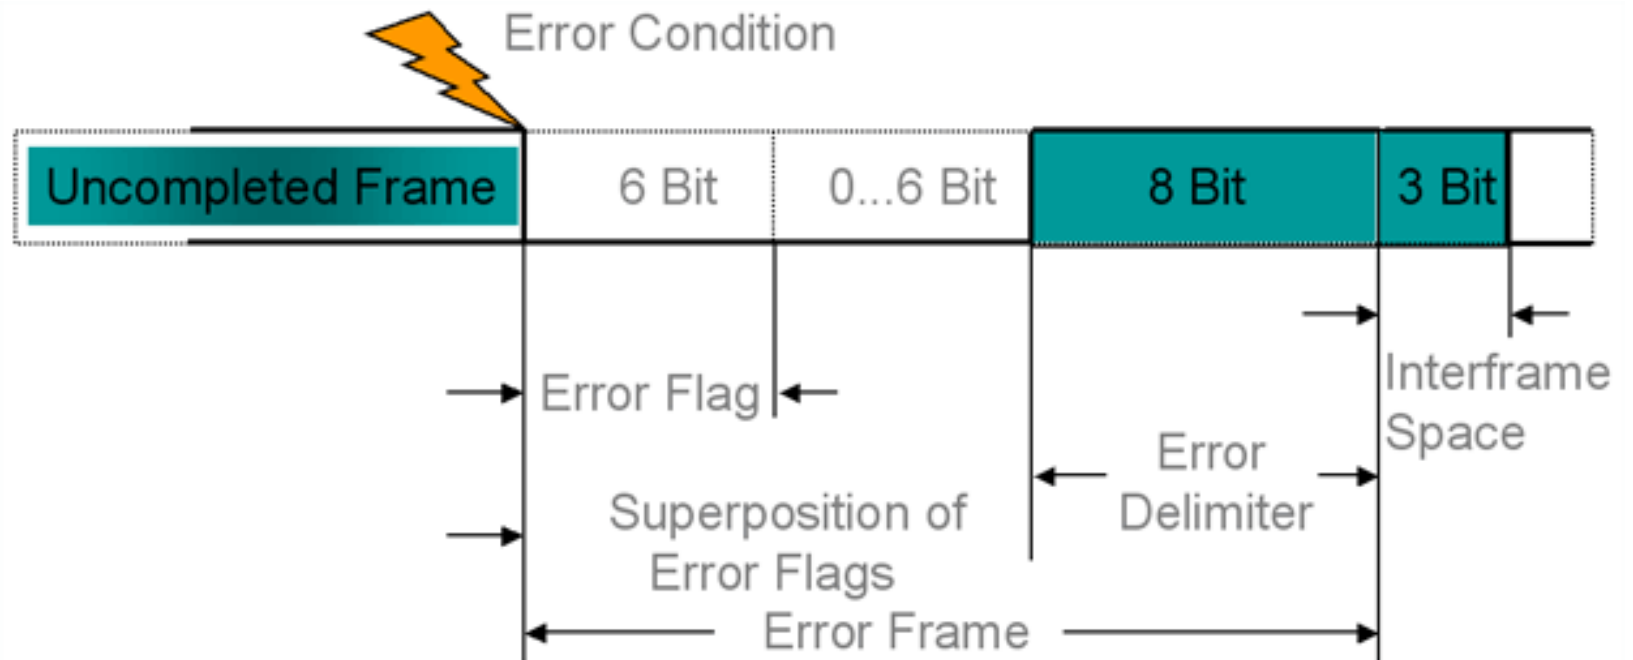 Error Condition
Uncompleted Frame
6 Bit
0...6 Bit
8 Bit
3 Bit
Error Flag
Interframe
Space
Error
Delimiter
Superposition of
Error Flags
Error Frame